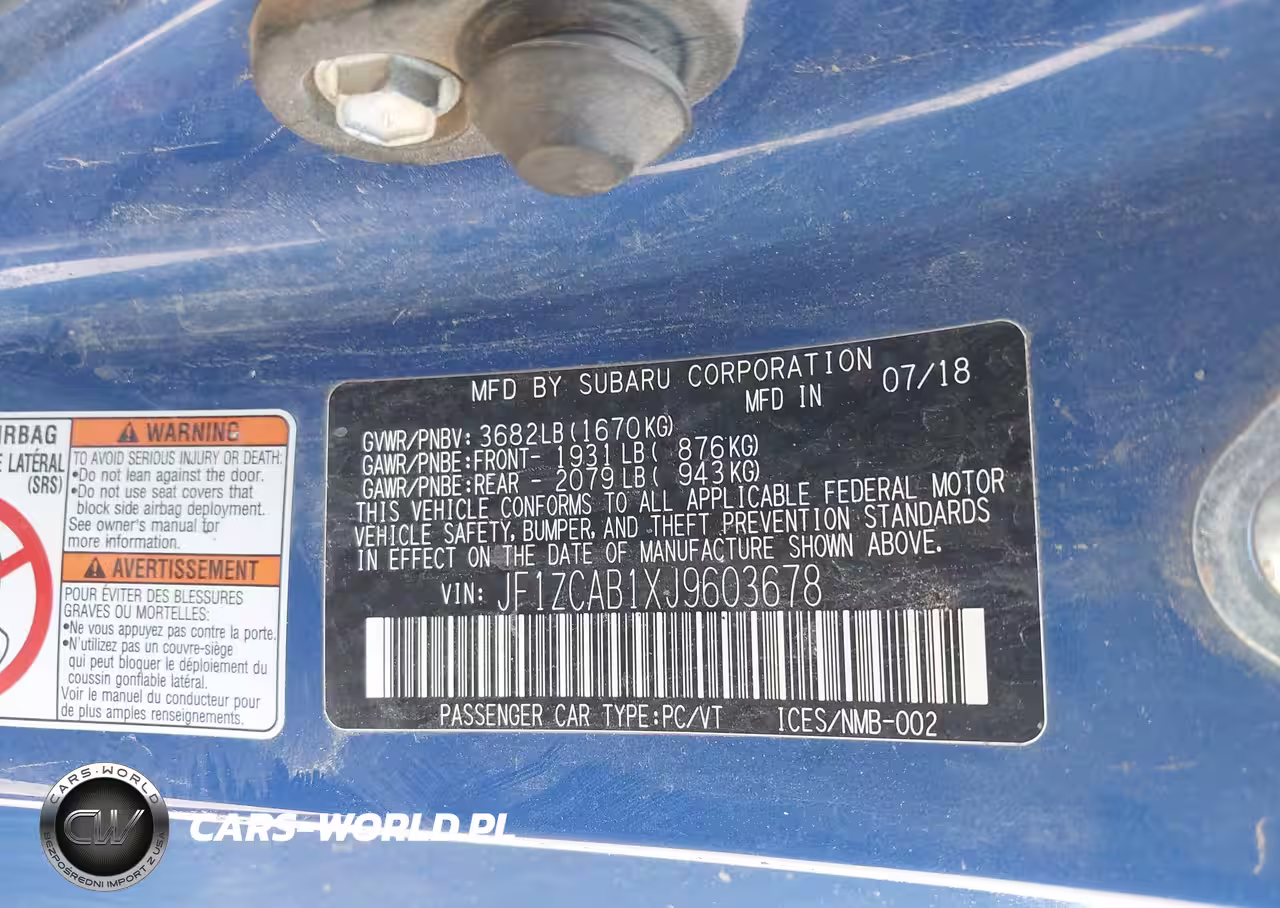 MFD BY SUBARU CORPORATION
MFD IN 07/18
GVWR/PNBV: 3682LB(1670KG)
GAWR/PNBE:FRONT- 1931LB( 876KG)
GAWR/PNBE:REAR - 2079LB( 943KG)
THIS VEHICLE CONFORMS TO ALL APPLICABLE FEDERAL MOTOR
VEHICLE SAFETY, BUMPER, AND THEFT PREVENTION STANDARDS
IN EFFECT ON THE DATE OF MANUFACTURE SHOWN ABOVE.
VIN: JF1ZCAB1XJ9603678
PASSENGER CAR TYPE:PC/VT ICES/NMB-002
LATÉRAL
(SRS)
WARNING
TO AVOID SERIOUS INJURY OR DEATH:
•Do not lean against the door.
•Do not use seat covers that
block side airbag deployment.
See owner's manual for
more information.
AVERTISSEMENT
POUR ÉVITER DES BLESSURES
GRAVES OU MORTELLES:
•Ne vous appuyez pas contre la porte.
•N'utilizez pas un couvre-siège
qui peut bloquer le déploiement du
coussin gonflable latéral.
Voir le manuel du conducteur pour
de plus amples renseignements.
CARS-WORLD
CW
BEZPOŚREDNI IMPORT Z USA
CARS-WORLD.PL